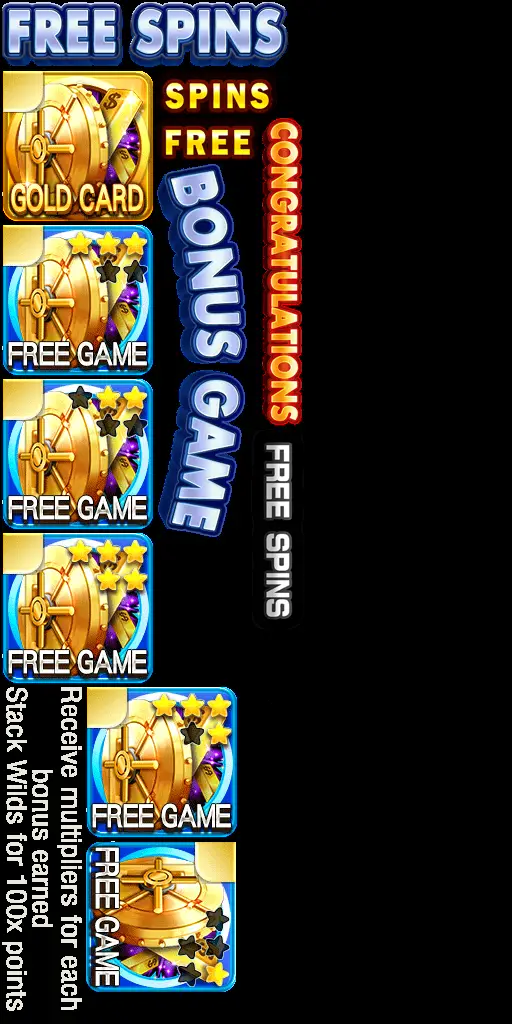 FREE SPINS
GOLD CARD
SPINS
FREE
CONGRATULATIONS
BONUS GAME
FREE GAME
FREE GAME
FREE SPINS
FREE GAME
Receive multipliers for each
bonus earned
Stack Wilds for 100x points
FREE GAME
FREE GAME